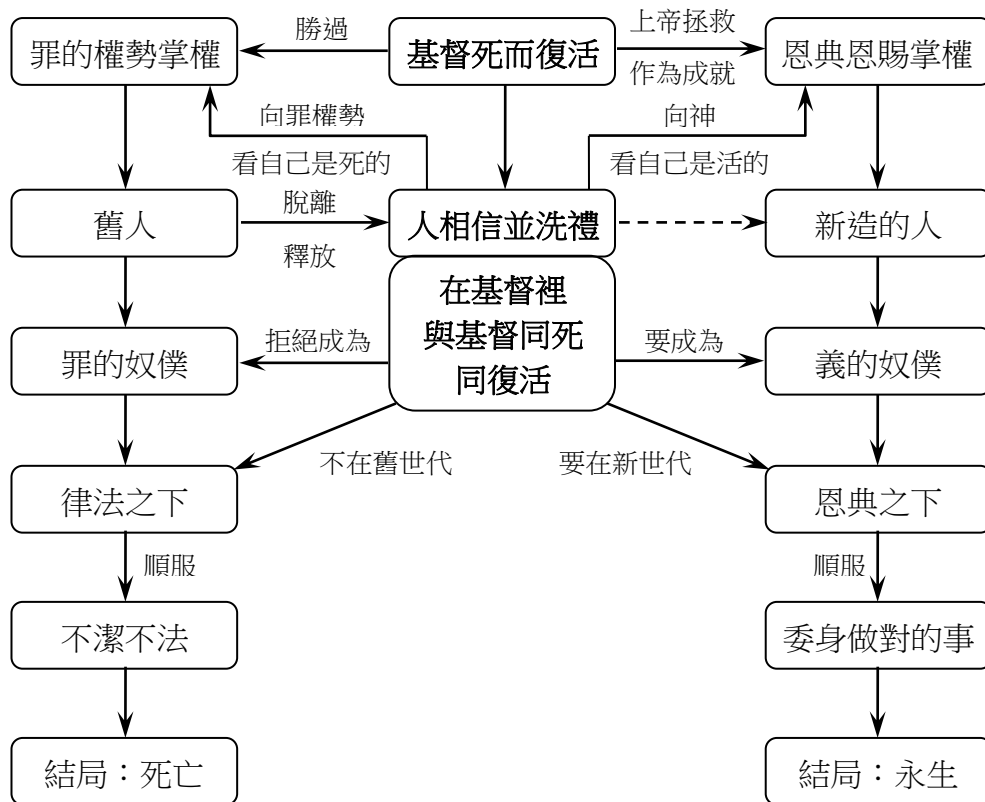 罪的權勢掌權
勝過
基督死而復活
上帝拯救
作為成就
恩典恩賜掌權
向罪權勢
看自己是死的
向神
看自己是活的
舊人
脫離
釋放
人相信並洗禮
新造的人
在基督裡
與基督同死
同復活
罪的奴僕
拒絕成為
要成為
義的奴僕
不在舊世代
要在新世代
律法之下
恩典之下
順服
順服
不潔不法
委身做對的事
結局：死亡
結局：永生